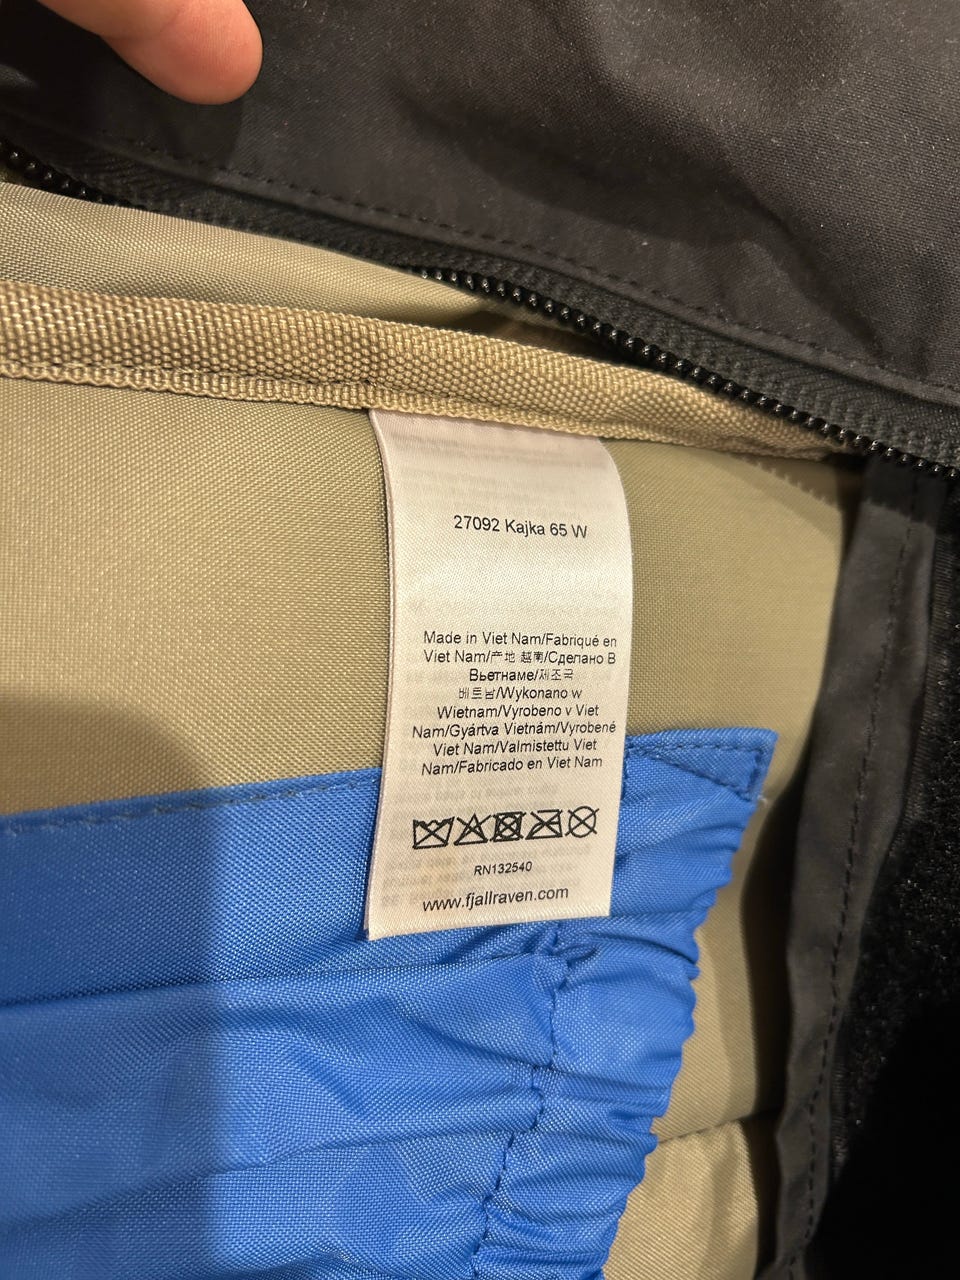 27092 Kajka 65 W
Made in Viet Nam/Fabriqué en
Viet Nam/产地 越南/Сделано В
Вьетнаме/제조국
베트남/Wykonano w
Wietnam/Vyrobeno v Viet
Nam/Gyártva Vietnám/Vyrobené
Viet Nam/Valmistettu Viet
Nam/Fabricado en Viet Nam
RN132540
www.fjallraven.com